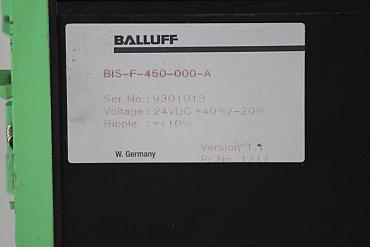 BALLUFF
BIS-F-460-000-A
Ser.No.:9301013
Voltage:24VDC +40%/-20%
Ripple :=<10%
Version 1.1
W. Germany
Pr.No.:1717